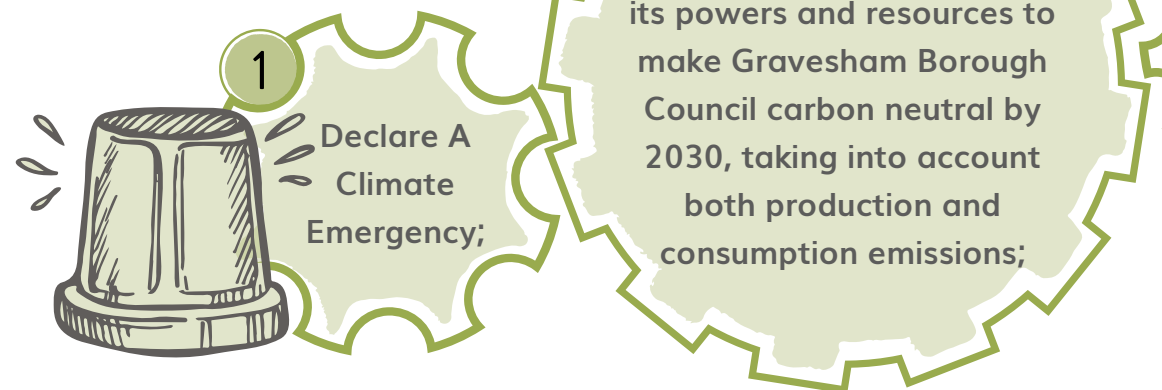 1
Declare A
Climate
Emergency;
its powers and resources to
make Gravesham Borough
Council carbon neutral by
2030, taking into account
both production and
consumption emissions;